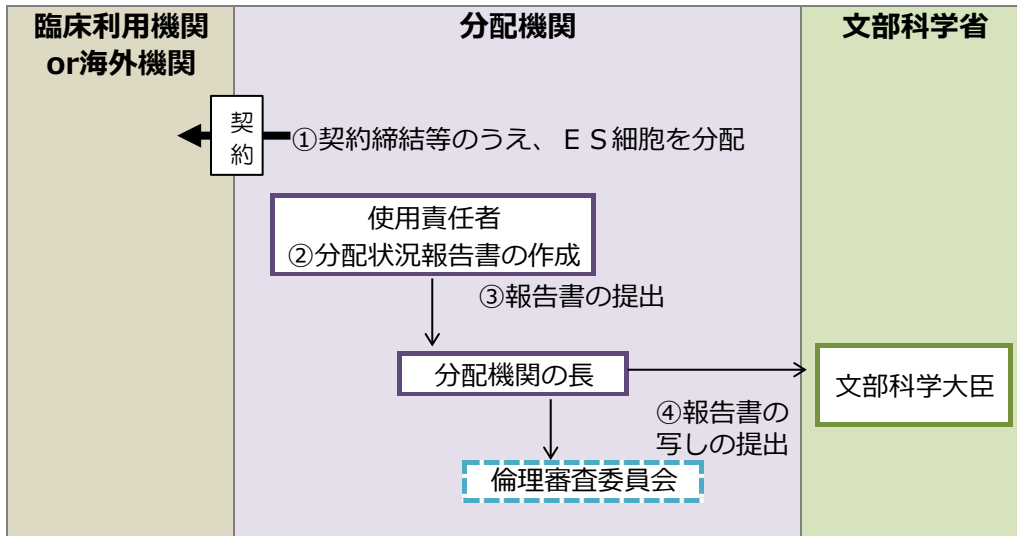 臨床利用機関
or海外機関
分配機関
文部科学省
契
約
①契約締結等のうえ、ＥＳ細胞を分配
使用責任者
②分配状況報告書の作成
③報告書の提出
分配機関の長
文部科学大臣
④報告書の
写しの提出
倫理審査委員会